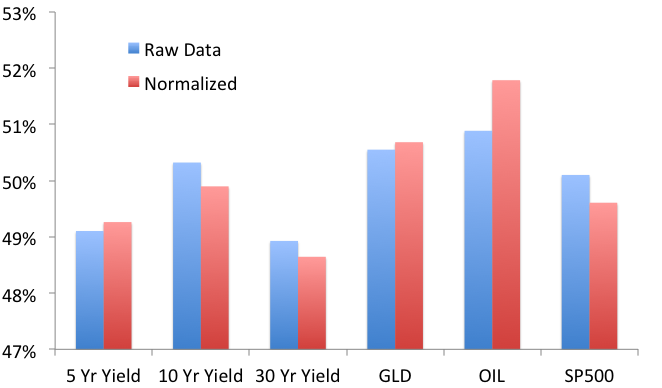 53%
52%
51%
50%
49%
48%
47%
Raw Data
Normalized
5 Yr Yield 10 Yr Yield 30 Yr Yield GLD OIL SP500